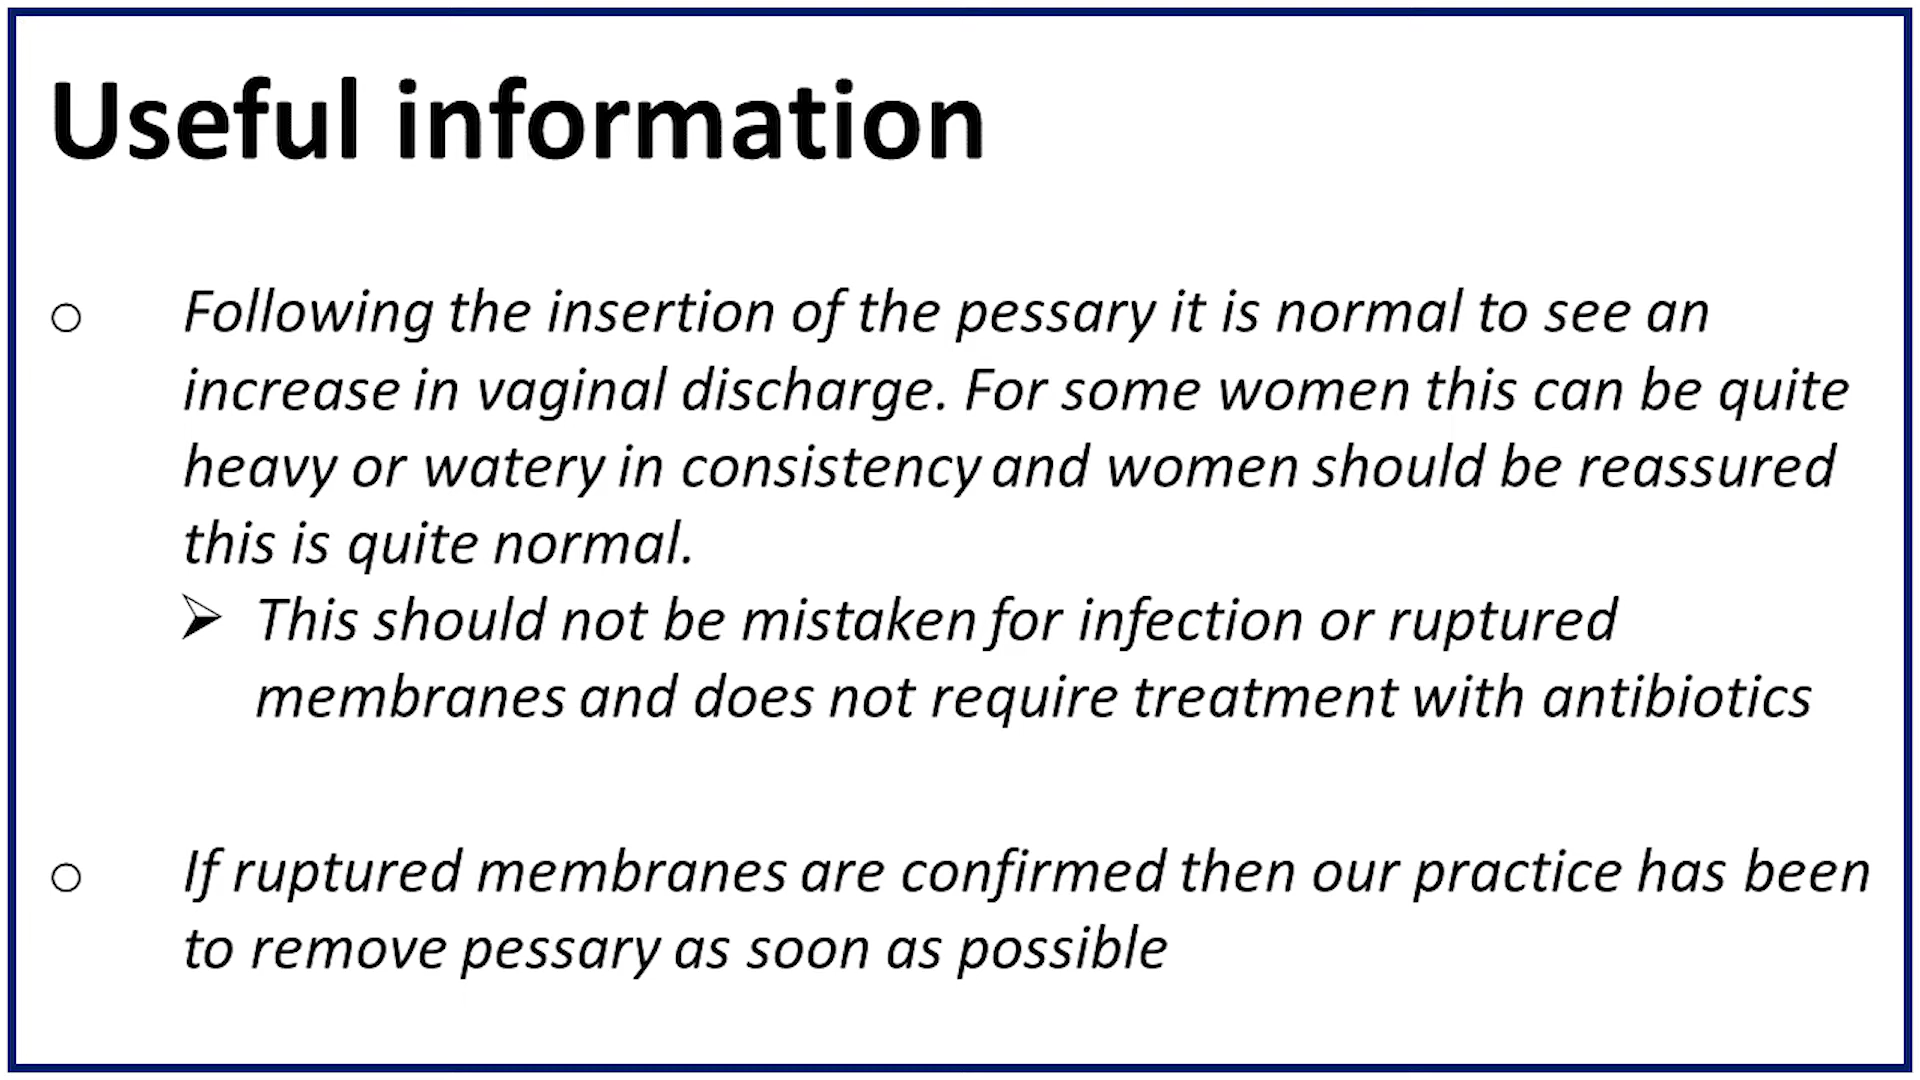 Useful information
○ Following the insertion of the pessary it is normal to see an
increase in vaginal discharge. For some women this can be quite
heavy or watery in consistency and women should be reassured
this is quite normal.
➢ This should not be mistaken for infection or ruptured
membranes and does not require treatment with antibiotics
○ If ruptured membranes are confirmed then our practice has been
to remove pessary as soon as possible